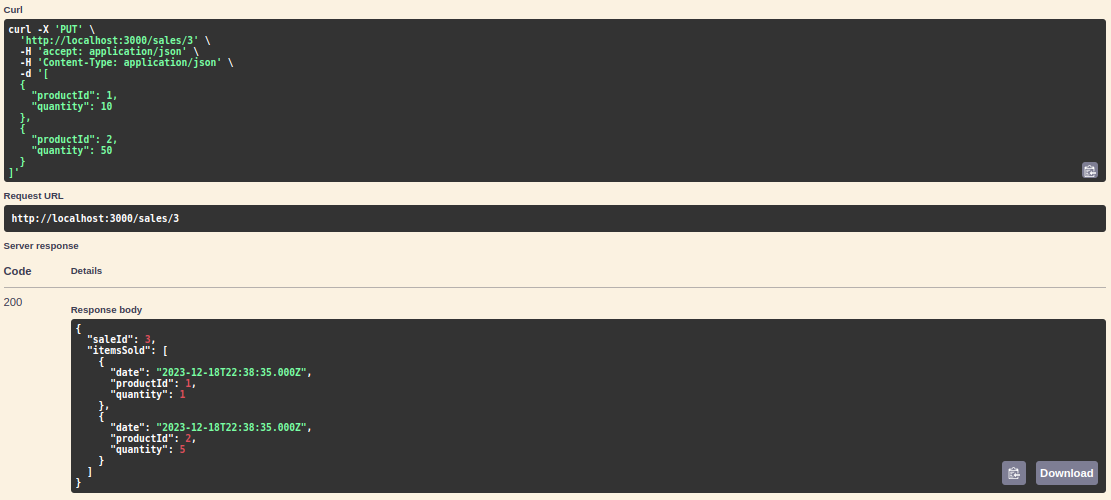 Curl
curl -X 'PUT' \
  'http://localhost:3000/sales/3' \
  -H 'accept: application/json' \
  -H 'Content-Type: application/json' \
  -d '[
  {
    "productId": 1,
    "quantity": 10
  },
  {
    "productId": 2,
    "quantity": 50
  }
]'
Request URL
http://localhost:3000/sales/3
Server response
Code Details
200
Response body
{
  "saleId": 3,
  "itemsSold": [
    {
      "date": "2023-12-18T22:38:35.000Z",
      "productId": 1,
      "quantity": 1
    },
    {
      "date": "2023-12-18T22:38:35.000Z",
      "productId": 2,
      "quantity": 5
    }
  ]
}
Download